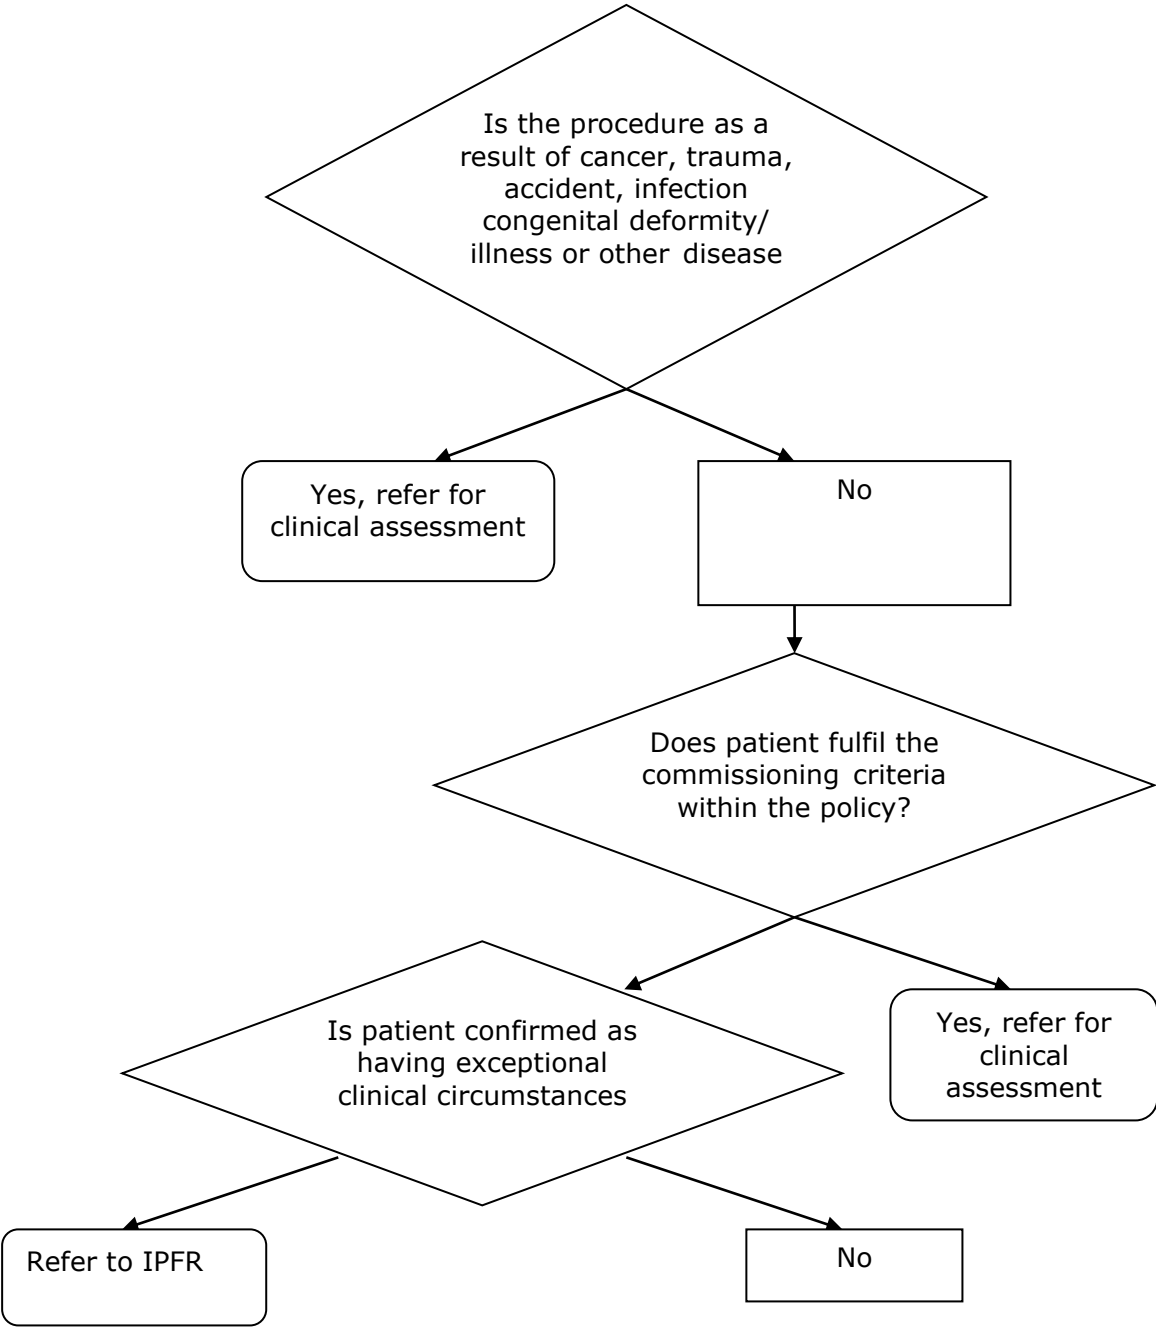 Is the procedure as a
result of cancer, trauma,
accident, infection
congenital deformity/
illness or other disease
Yes, refer for
clinical assessment
No
Does patient fulfil the
commissioning criteria
within the policy?
Is patient confirmed as
having exceptional
clinical circumstances
Yes, refer for
clinical
assessment
Refer to IPFR
No